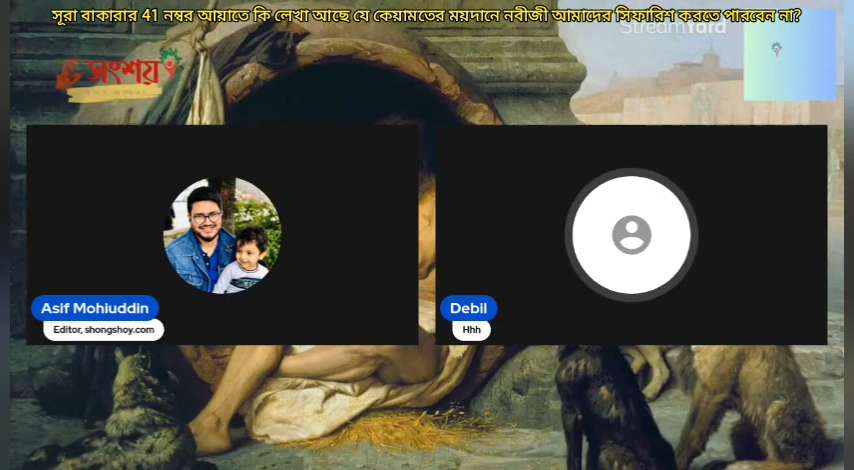 সূরা বাকারার 41 নম্বর আয়াতে কি লেখা আছে যে কেয়ামতের ময়দানে নবীজী আমাদের সিফারিশ করতে পারবেন না?
StreamYard
সংশয়
Asif Mohiuddin
Editor, shongshoy.com
Debil
Hhh